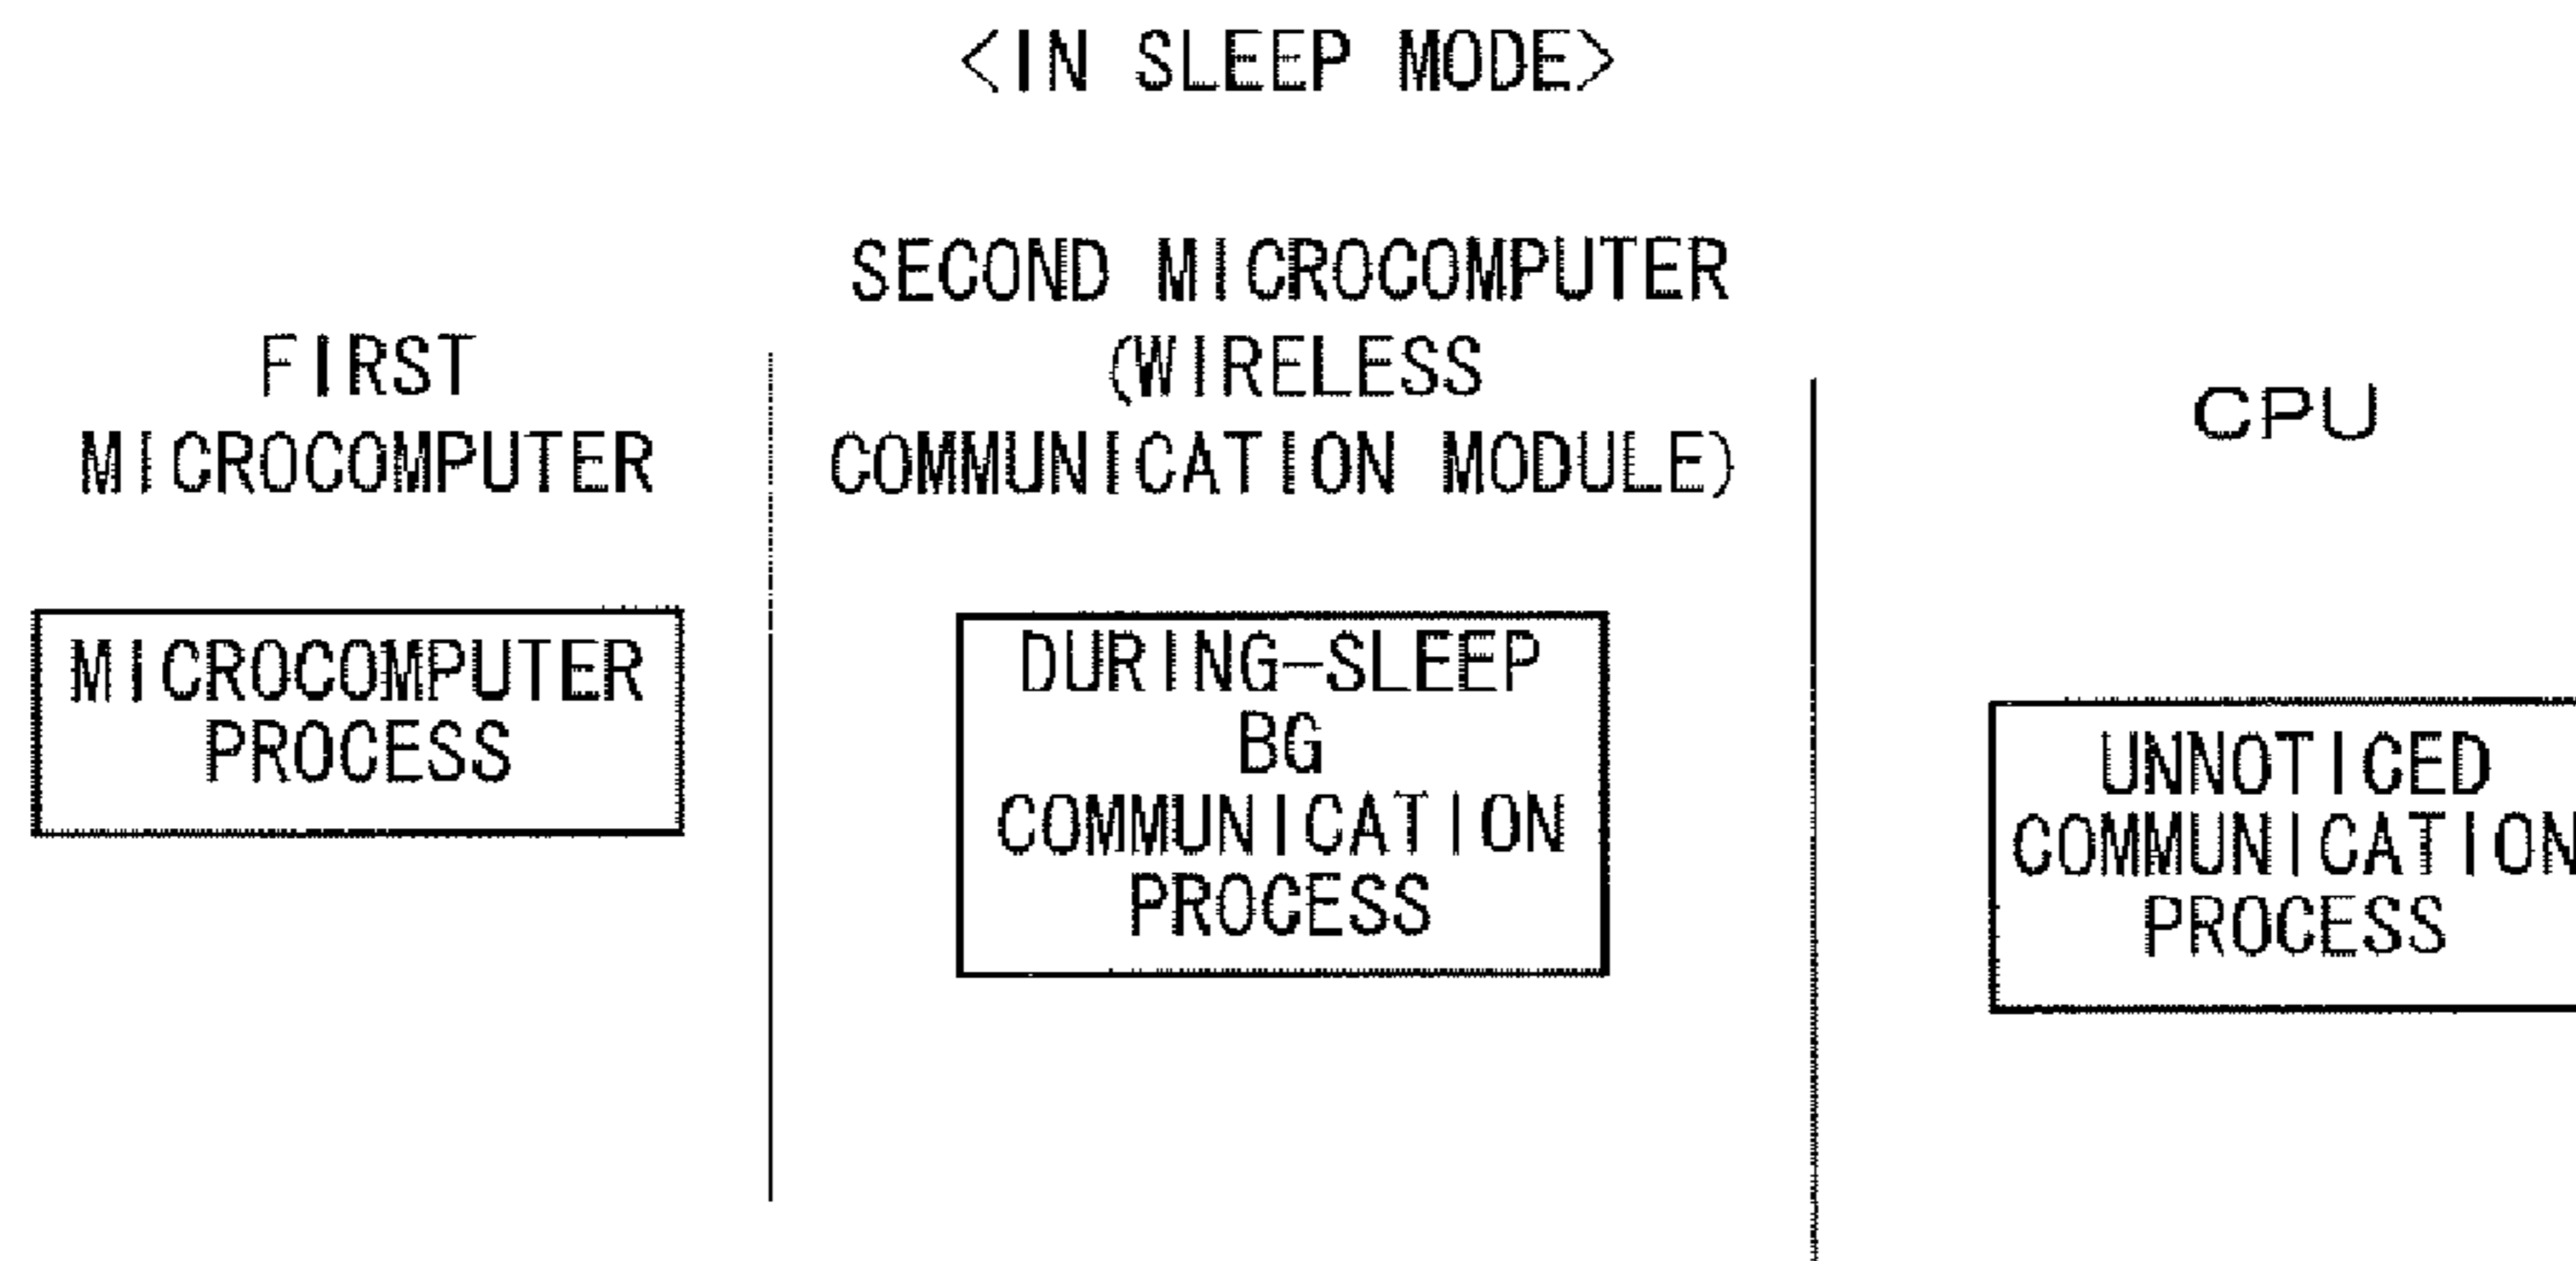 <IN SLEEP MODE>
FIRST
MICROCOMPUTER
SECOND MICROCOMPUTER
(WIRELESS
COMMUNICATION MODULE)
CPU
MICROCOMPUTER
PROCESS
DURING-SLEEP
BG
COMMUNICATION
PROCESS
UNNOTICED
COMMUNICATION
PROCESS